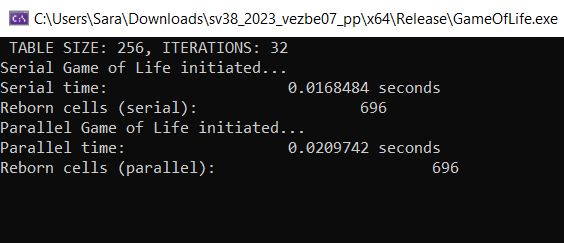 C:\Users\Sara\Downloads\sv38_2023_vezbe07_pp\x64\Release\GameOfLife.exe
TABLE SIZE: 256, ITERATIONS: 32
Serial Game of Life initiated...
Serial time: 0.0168484 seconds
Reborn cells (serial): 696
Parallel Game of Life initiated...
Parallel time: 0.0209742 seconds
Reborn cells (parallel): 696